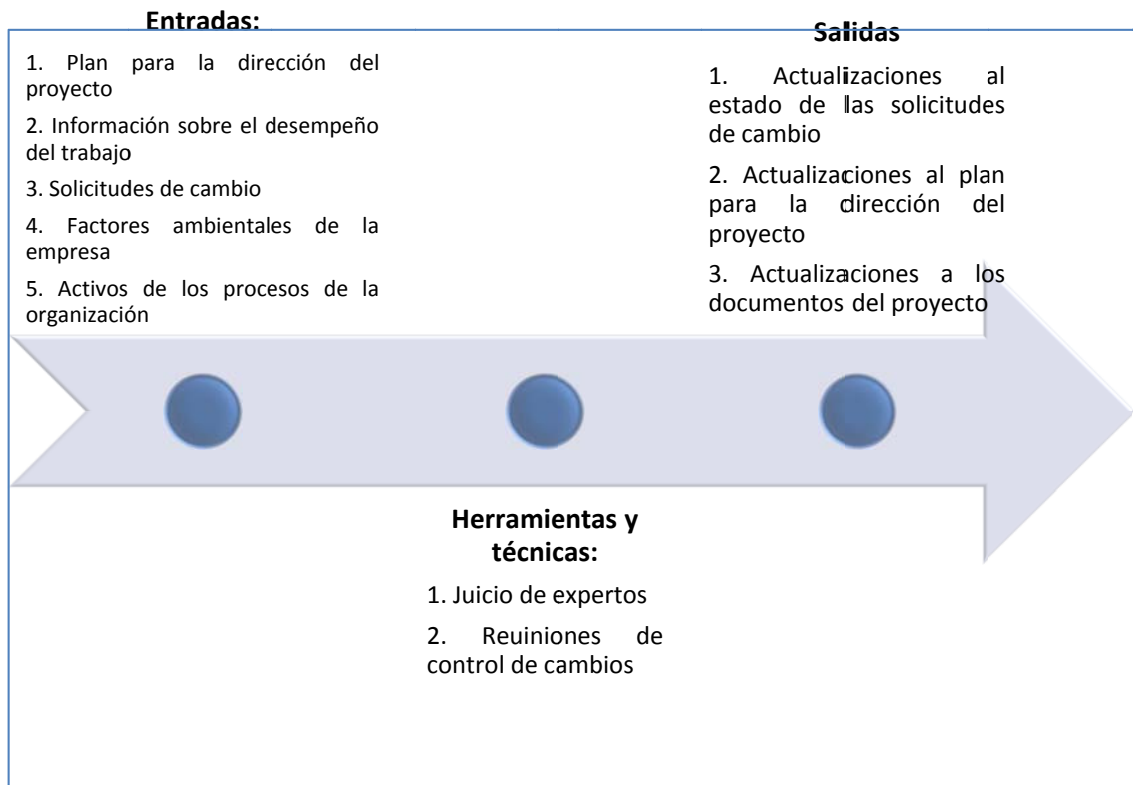 Entradas:
1. Plan para la dirección del
proyecto
2. Información sobre el desempeño
del trabajo
3. Solicitudes de cambio
4. Factores ambientales de la
empresa
5. Activos de los procesos de la
organización
Salidas
1. Actualizaciones al
estado de las solicitudes
de cambio
2. Actualizaciones al plan
para la dirección del
proyecto
3. Actualizaciones a los
documentos del proyecto
Herramientas y
técnicas:
1. Juicio de expertos
2. Reuiniones de
control de cambios